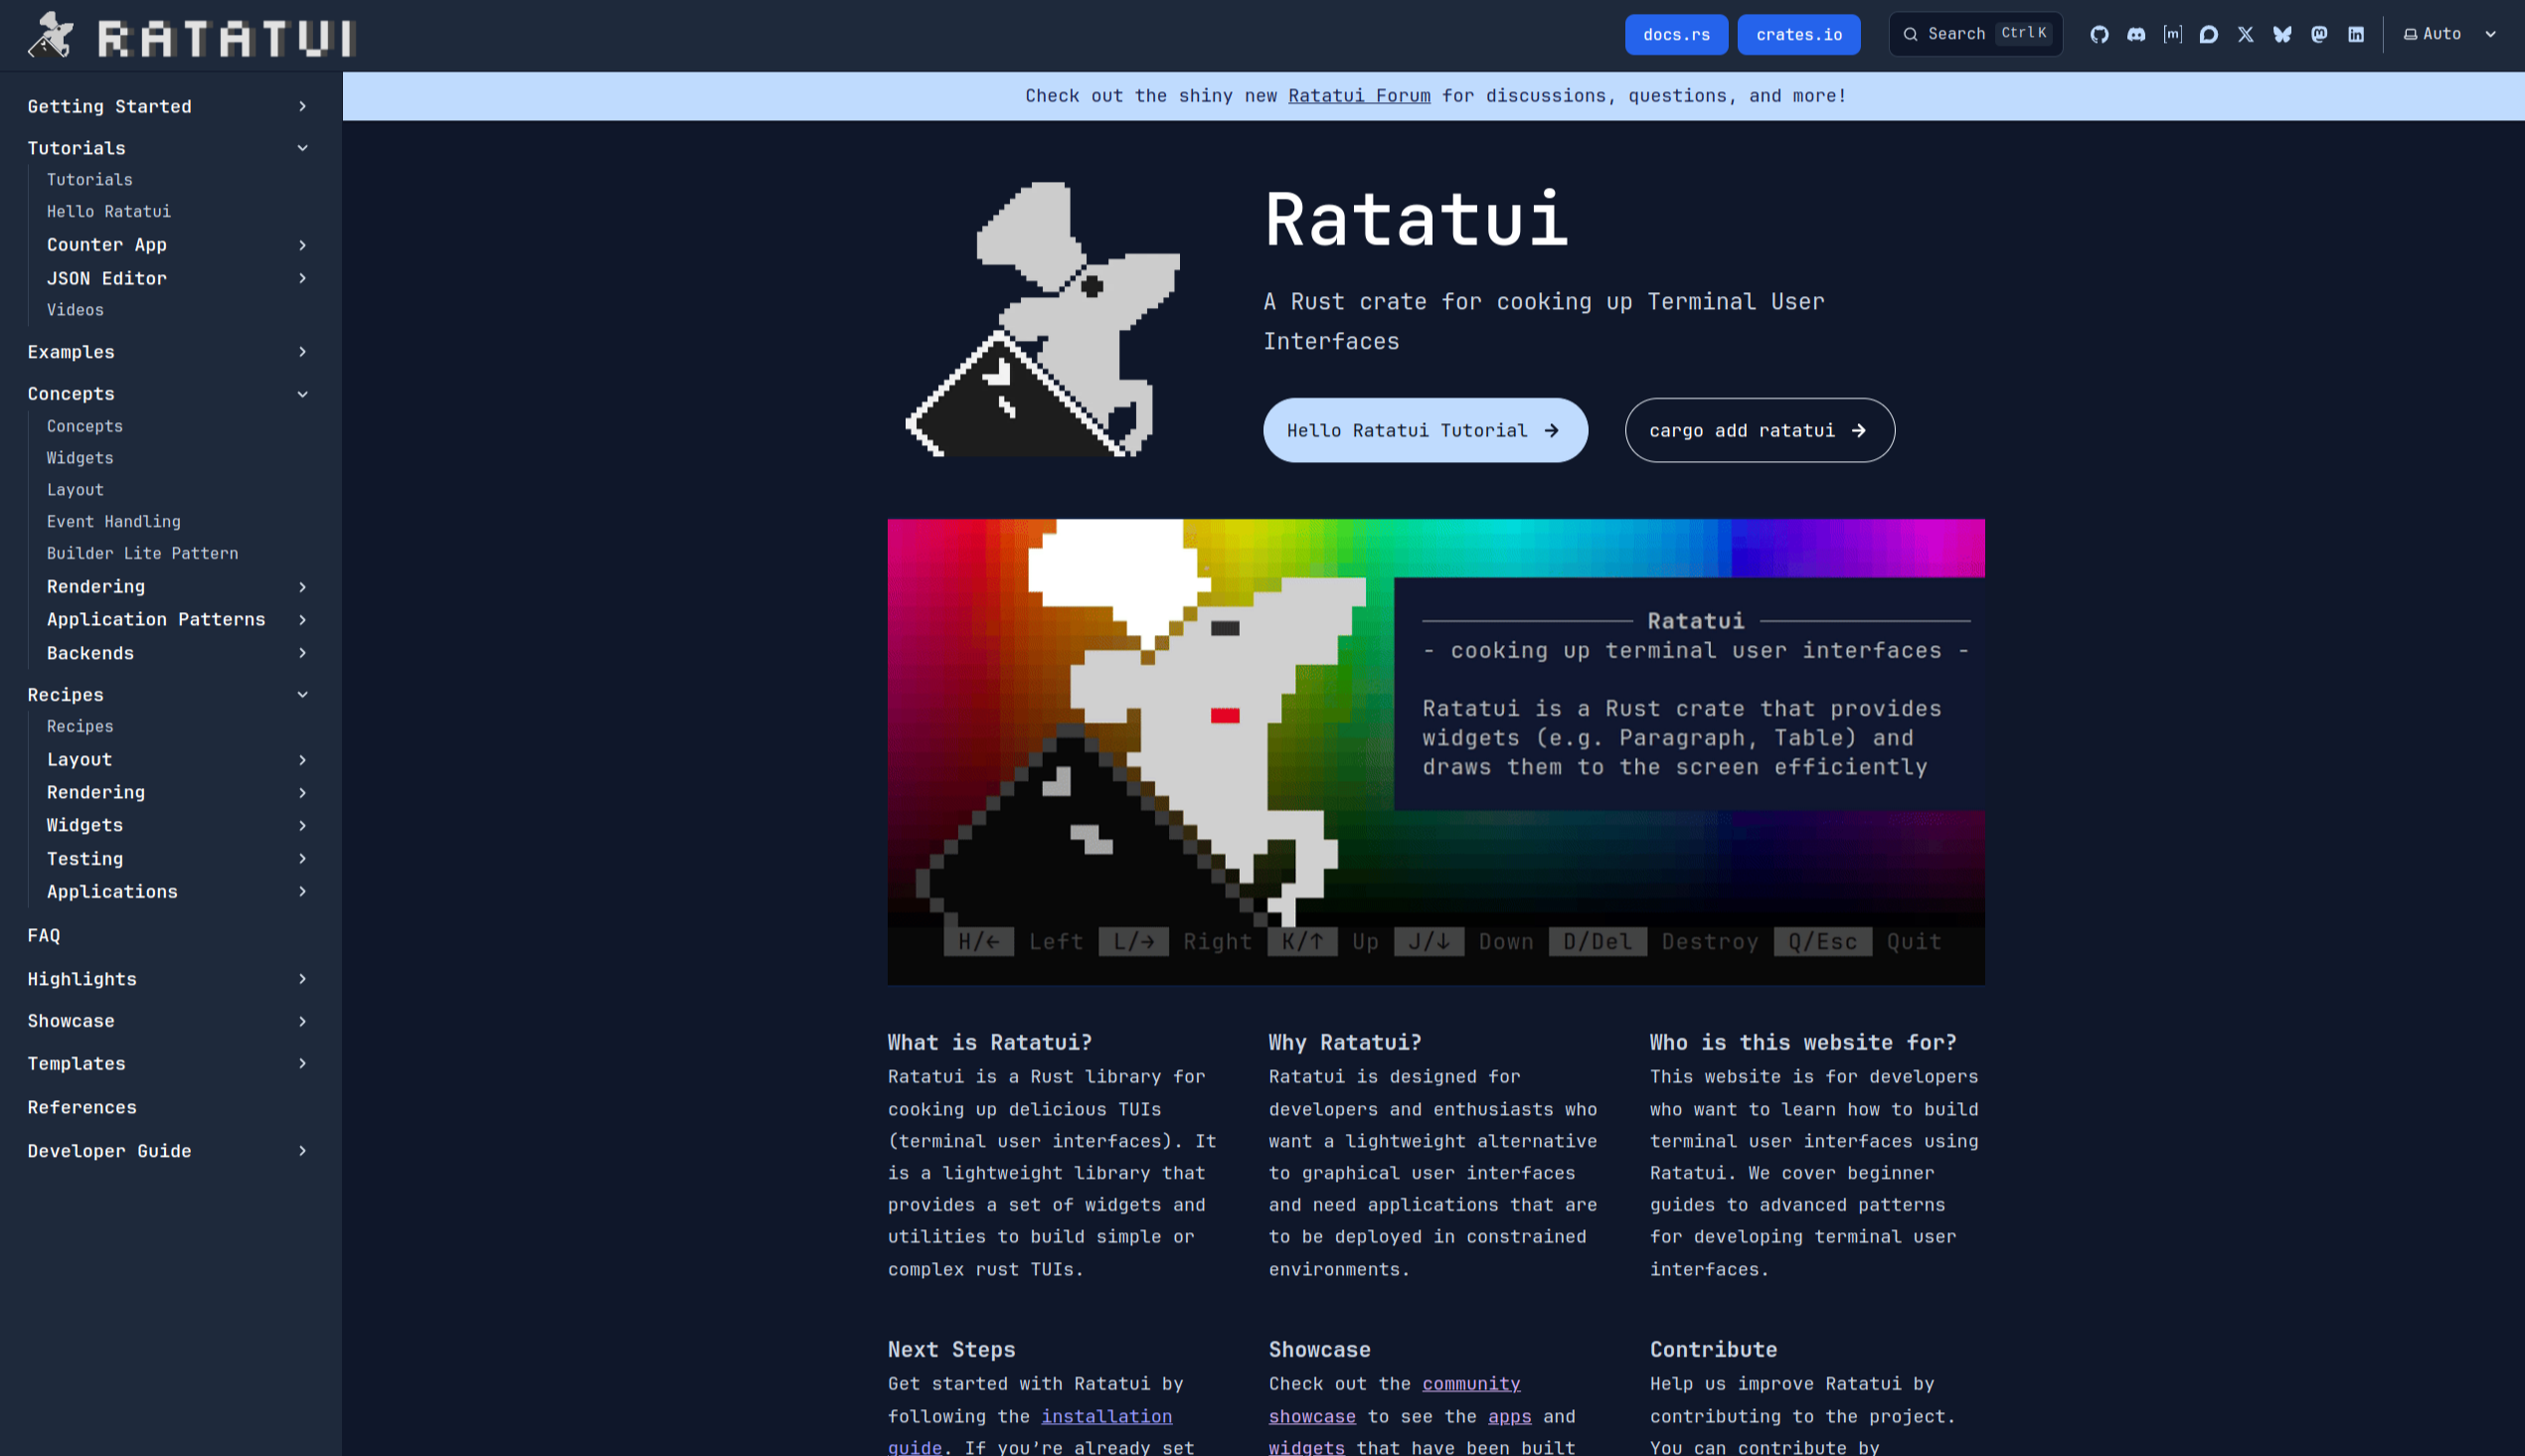 RATATUI
docs.rs
crates.io
Search Ctrl K
Auto
Getting Started
Tutorials
Tutorials
Hello Ratatui
Counter App
JSON Editor
Videos
Examples
Concepts
Concepts
Widgets
Layout
Event Handling
Builder Lite Pattern
Rendering
Application Patterns
Backends
Recipes
Recipes
Layout
Rendering
Widgets
Testing
Applications
FAQ
Highlights
Showcase
Templates
References
Developer Guide
Check out the shiny new Ratatui Forum for discussions, questions, and more!
Ratatui
A Rust crate for cooking up Terminal User
Interfaces
Hello Ratatui Tutorial →
cargo add ratatui →
Ratatui
- cooking up terminal user interfaces -
Ratatui is a Rust crate that provides
widgets (e.g. Paragraph, Table) and
draws them to the screen efficiently
H/← Left L/→ Right K/↑ Up J/↓ Down D/Del Destroy Q/Esc Quit
What is Ratatui?
Ratatui is a Rust library for
cooking up delicious TUIs
(terminal user interfaces). It
is a lightweight library that
provides a set of widgets and
utilities to build simple or
complex rust TUIs.
Why Ratatui?
Ratatui is designed for
developers and enthusiasts who
want a lightweight alternative
to graphical user interfaces
and need applications that are
to be deployed in constrained
environments.
Who is this website for?
This website is for developers
who want to learn how to build
terminal user interfaces using
Ratatui. We cover beginner
guides to advanced patterns
for developing terminal user
interfaces.
Next Steps
Get started with Ratatui by
following the installation
guide. If you’re already set
Showcase
Check out the community
showcase to see the apps and
widgets that have been built
Contribute
Help us improve Ratatui by
contributing to the project.
You can contribute by